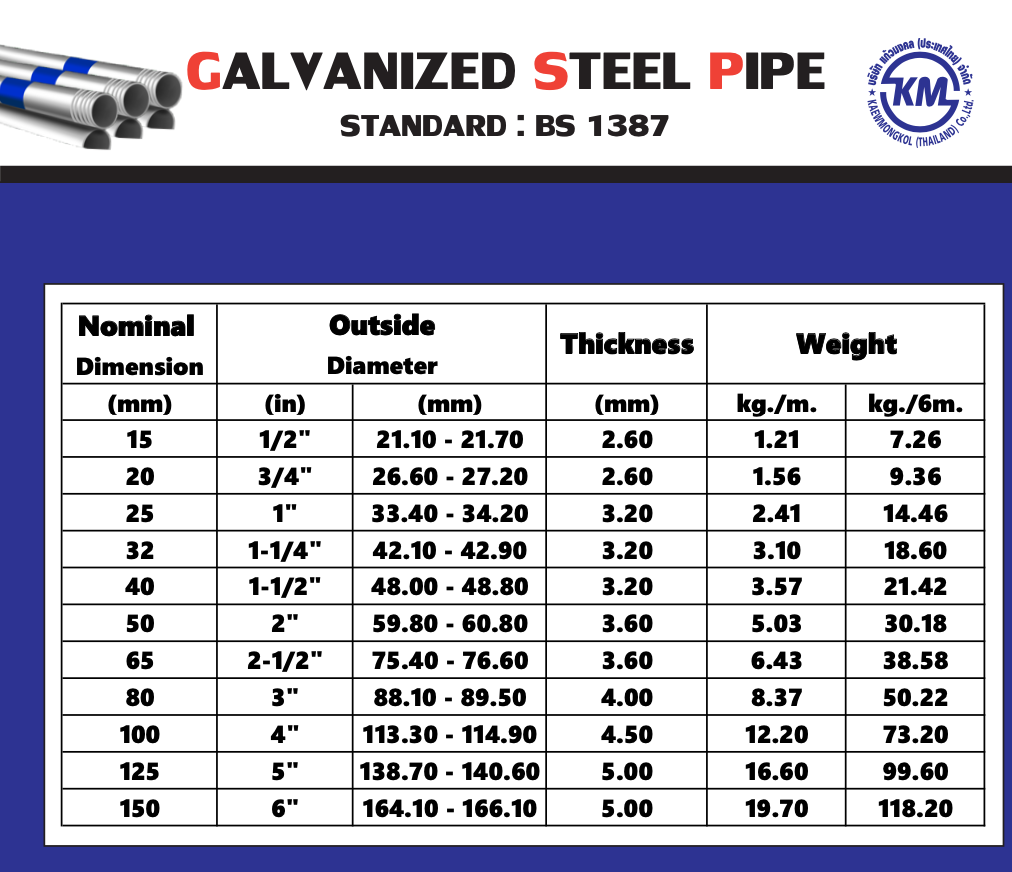 GALVANIZED STEEL PIPE
STANDARD : BS 1387
บริษัท แก้วมงคล (ประเทศไทย) จำกัด
KM
★ KAEWMONGKOL (THAILAND) Co.,Ltd. ★
Nominal Dimension Outside Diameter Thickness Weight
(mm) (in) (mm) (mm) kg./m. kg./6m.
15 1/2" 21.10 - 21.70 2.60 1.21 7.26
20 3/4" 26.60 - 27.20 2.60 1.56 9.36
25 1" 33.40 - 34.20 3.20 2.41 14.46
32 1-1/4" 42.10 - 42.90 3.20 3.10 18.60
40 1-1/2" 48.00 - 48.80 3.20 3.57 21.42
50 2" 59.80 - 60.80 3.60 5.03 30.18
65 2-1/2" 75.40 - 76.60 3.60 6.43 38.58
80 3" 88.10 - 89.50 4.00 8.37 50.22
100 4" 113.30 - 114.90 4.50 12.20 73.20
125 5" 138.70 - 140.60 5.00 16.60 99.60
150 6" 164.10 - 166.10 5.00 19.70 118.20